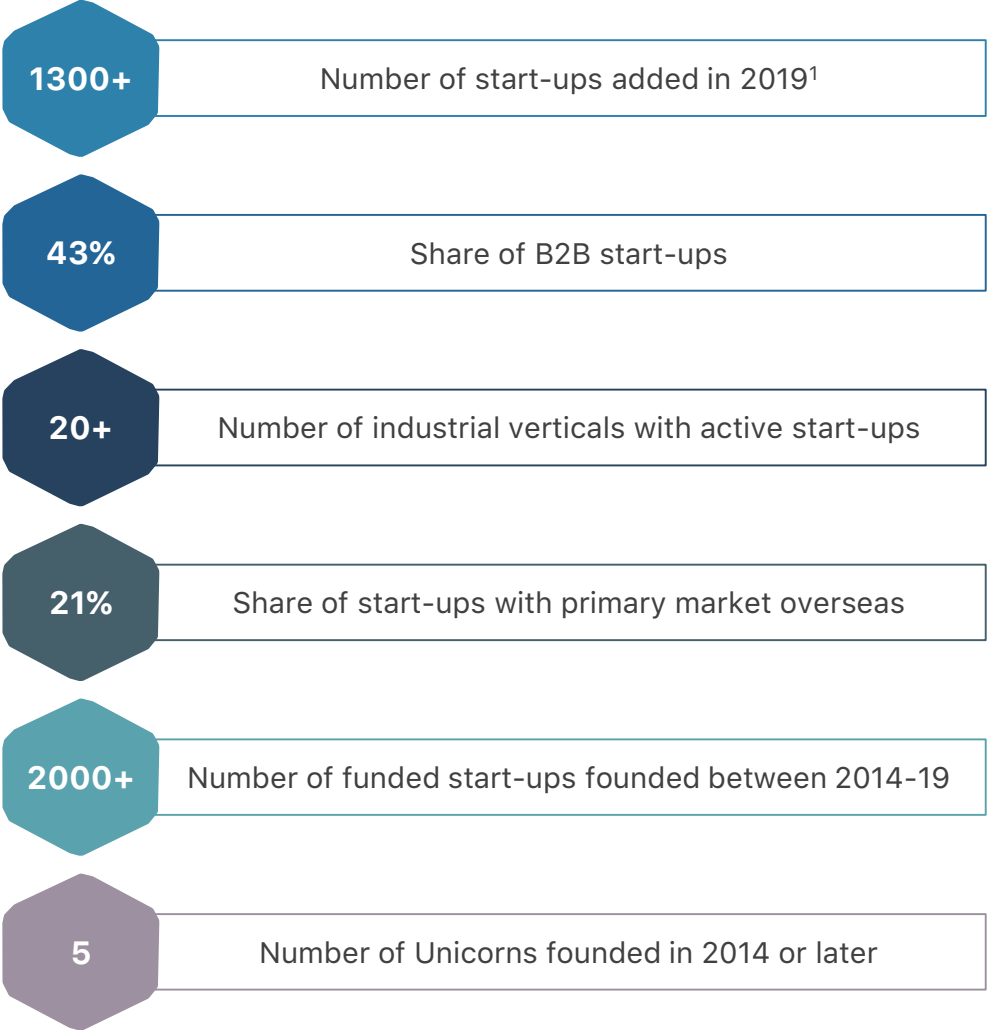 1300+
Number of start-ups added in 2019¹
43%
Share of B2B start-ups
20+
Number of industrial verticals with active start-ups
21%
Share of start-ups with primary market overseas
2000+
Number of funded start-ups founded between 2014-19
5
Number of Unicorns founded in 2014 or later